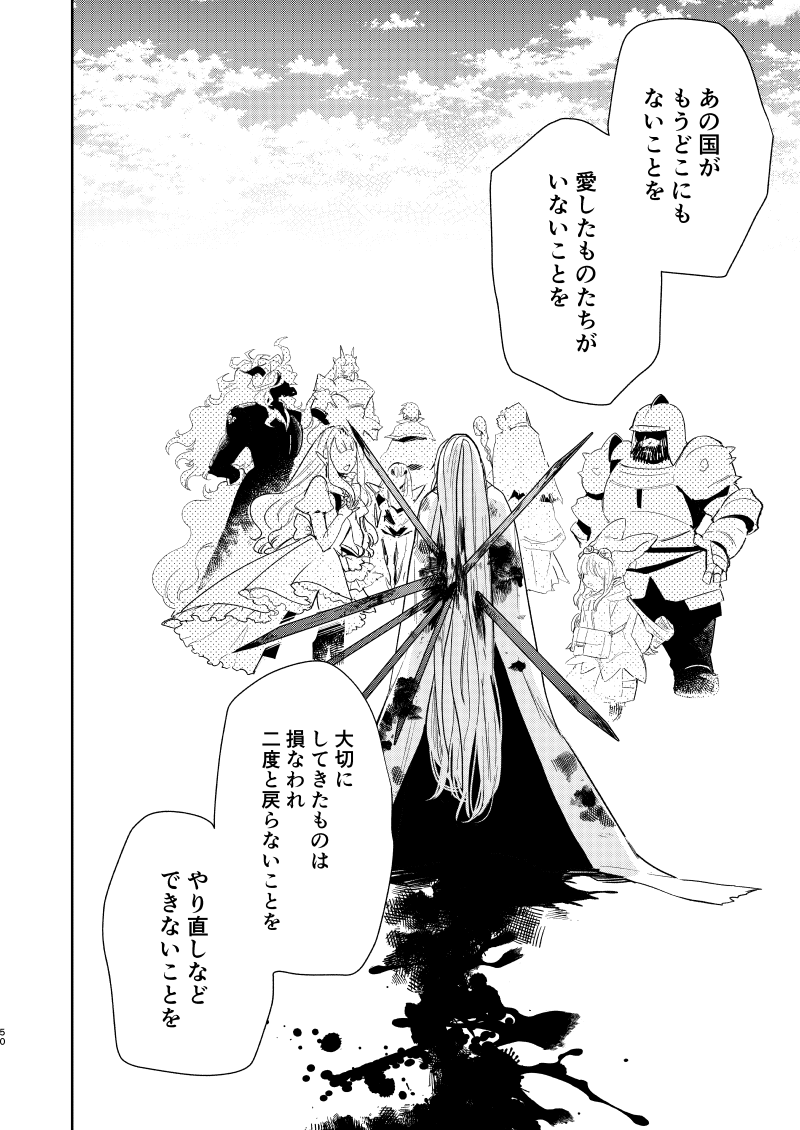 あの国が
もうどこにも
ないことを
愛したものたちが
いないことを
大切に
してきたものは
損なわれ
二度と戻らないことを
やり直しなど
できないことを
50